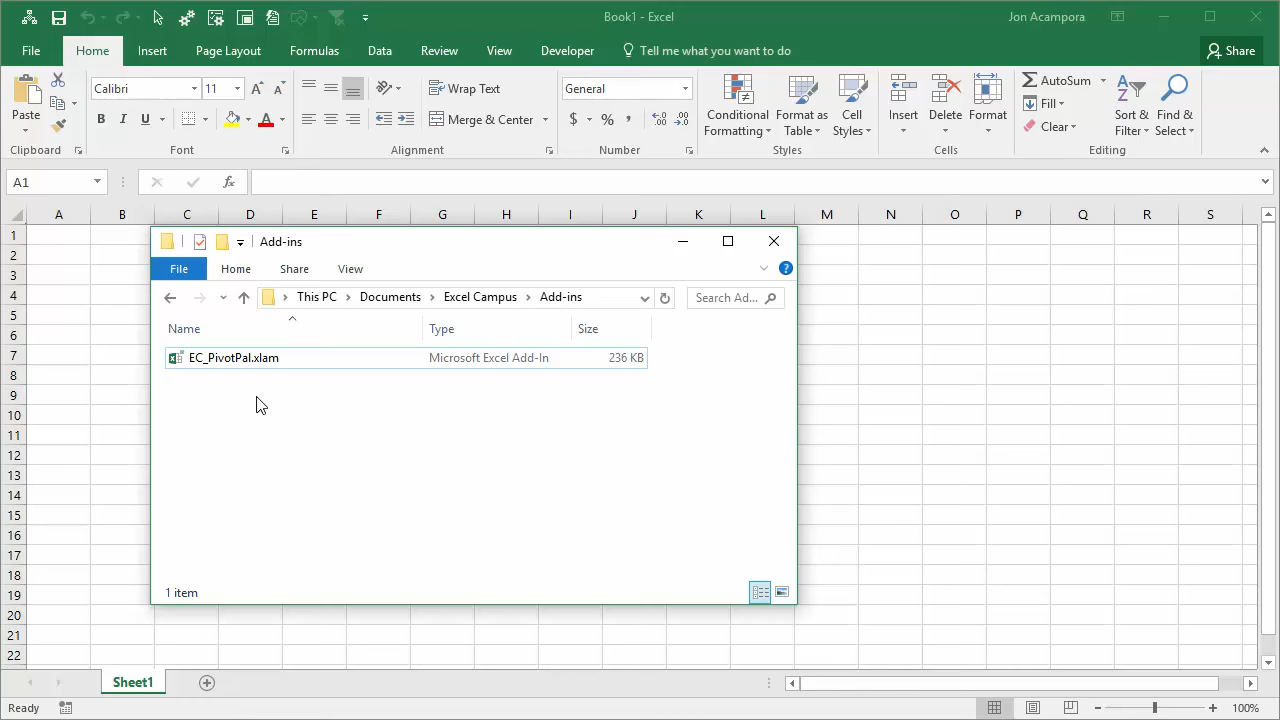 Book1 - Excel
Jon Acampora
File
Home
Insert
Page Layout
Formulas
Data
Review
View
Developer
Tell me what you want to do
Share
Paste
Clipboard
Calibri
11
B I U
A
Font
Wrap Text
Merge & Center
Alignment
General
$ % ,
Number
Conditional
Formatting
Format as
Table
Cell
Styles
Styles
Insert
Delete
Format
Cells
AutoSum
Fill
Clear
Sort &
Filter
Find &
Select
Editing
A1
fx
A B C D E F G H I J K L M N O P Q R S
1
2
3
4
5
6
7
8
9
10
11
12
13
14
15
16
17
18
19
20
21
22
Add-ins
File
Home
Share
View
This PC > Documents > Excel Campus > Add-ins
Search Ad...
Name
Type
Size
EC_PivotPal.xlam
Microsoft Excel Add-In
236 KB
1 item
Sheet1
Ready
100%